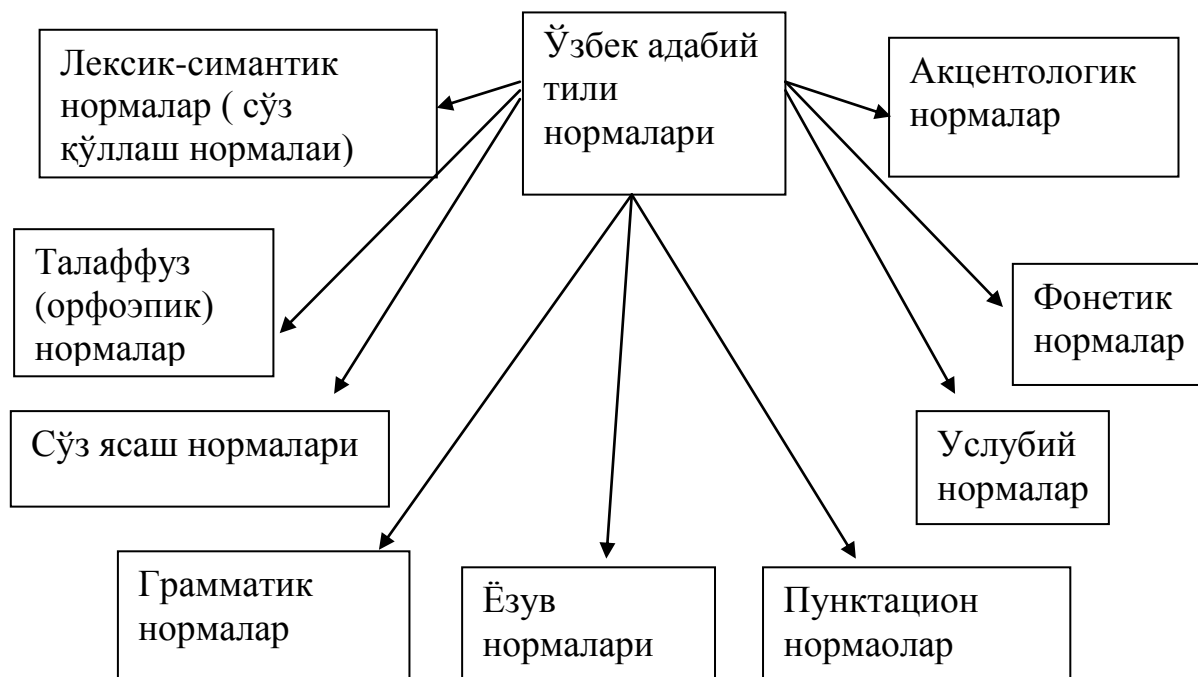 Ўзбек адабий
тили
нормалари
Лексик-симантик
нормалар ( сўз
қўллаш нормалаи)
Акцентологик
нормалар
Талаффуз
(орфоэпик)
нормалар
Фонетик
нормалар
Сўз ясаш нормалари
Услубий
нормалар
Грамматик
нормалар
Ёзув
нормалари
Пунктацион
нормаолар